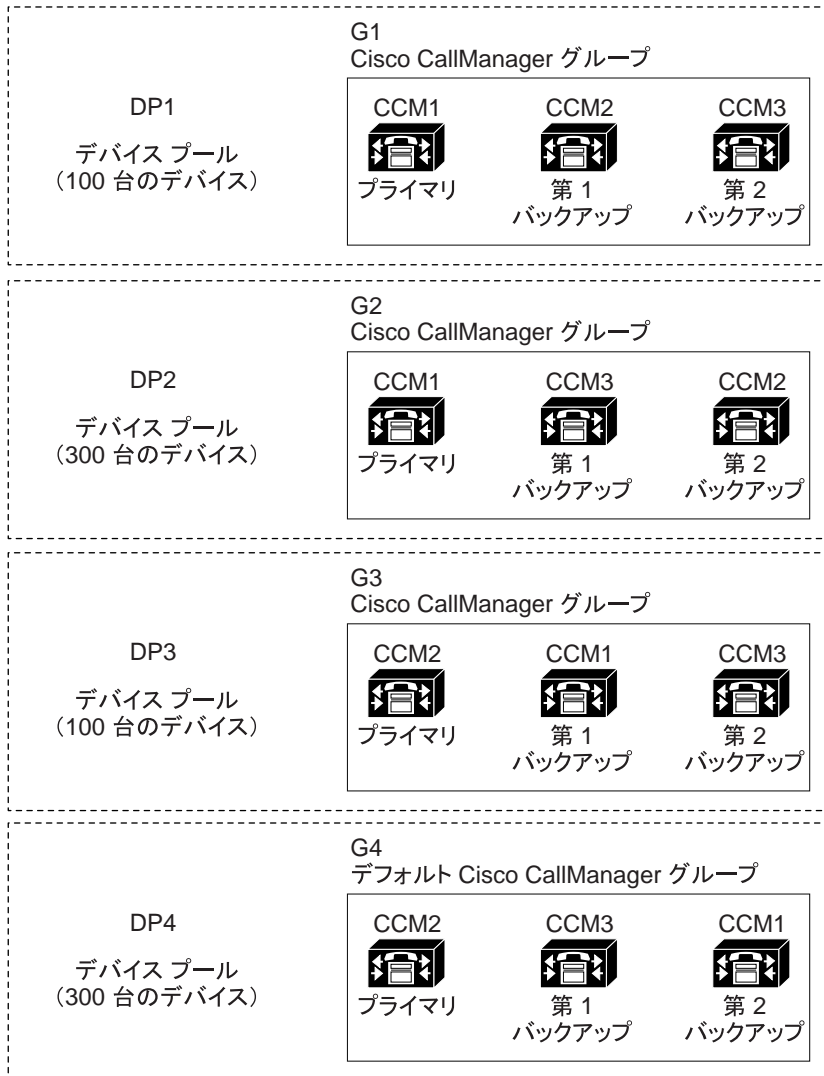 G1
Cisco CallManager グループ
DP1
デバイス プール
（100 台のデバイス）
CCM1 CCM2 CCM3
プライマリ 第 1 第 2
バックアップ バックアップ
G2
Cisco CallManager グループ
DP2
デバイス プール
（300 台のデバイス）
CCM1 CCM3 CCM2
プライマリ 第 1 第 2
バックアップ バックアップ
G3
Cisco CallManager グループ
DP3
デバイス プール
（100 台のデバイス）
CCM2 CCM1 CCM3
プライマリ 第 1 第 2
バックアップ バックアップ
G4
デフォルト Cisco CallManager グループ
DP4
デバイス プール
（300 台のデバイス）
CCM2 CCM3 CCM1
プライマリ 第 1 第 2
バックアップ バックアップ